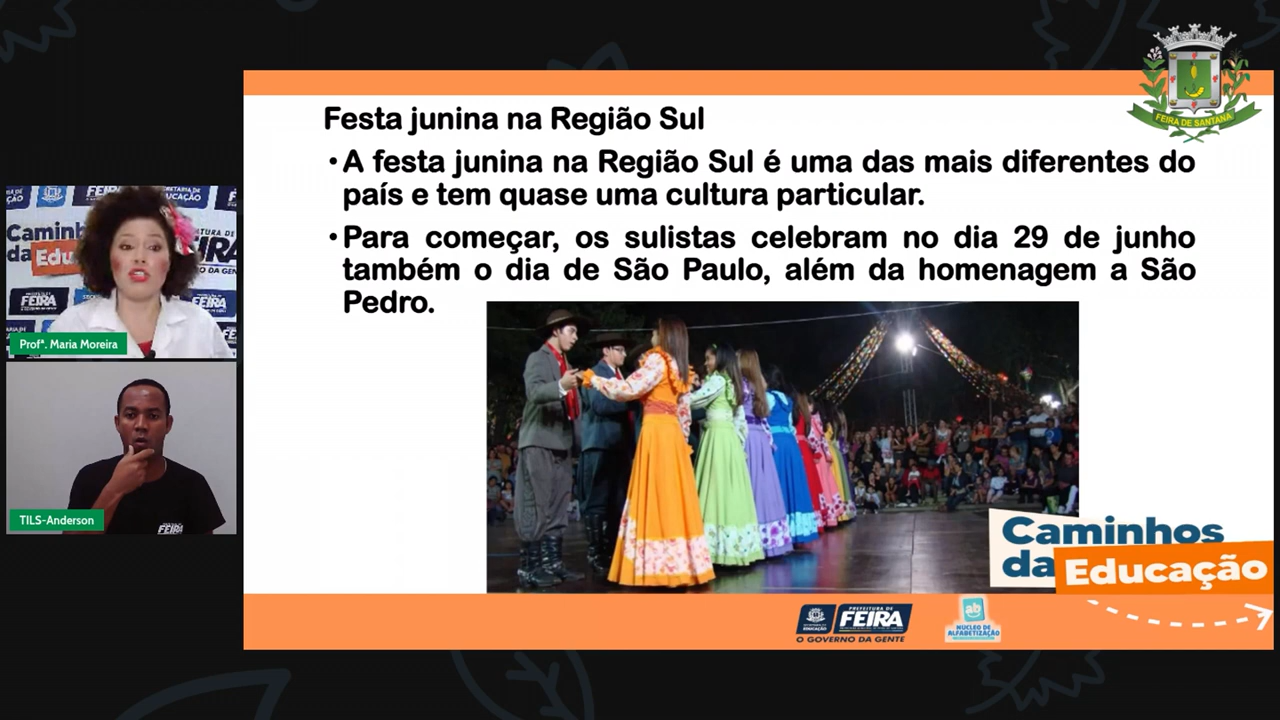 FEIRA DE SANTANA
Festa junina na Região Sul
• A festa junina na Região Sul é uma das mais diferentes do
país e tem quase uma cultura particular.
• Para começar, os sulistas celebram no dia 29 de junho
também o dia de São Paulo, além da homenagem a São
Pedro.
Profª. Maria Moreira
TILS-Anderson
FEIRA
Caminhos
da Educação
PREFEITURA DE
FEIRA
EDUCAÇÃO
O GOVERNO DA GENTE
ab
NÚCLEO DE
ALFABETIZAÇÃO